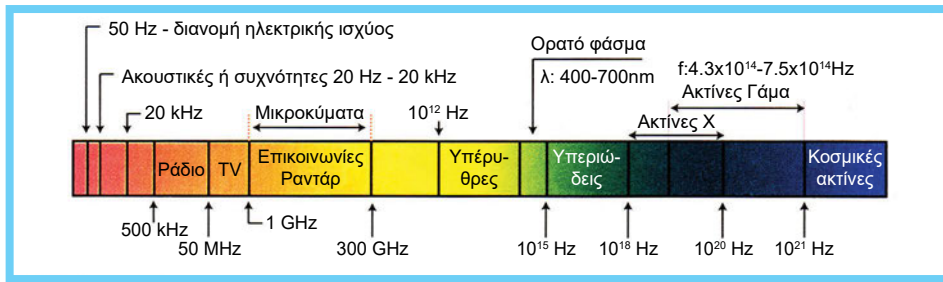 50 Hz - διανομή ηλεκτρικής ισχύος
Ακουστικές ή συχνότητες 20 Hz - 20 kHz
20 kHz
Μικροκύματα
10¹² Hz
Ορατό φάσμα
λ: 400-700nm
f:4.3x10¹⁴-7.5x10¹⁴Hz
Ακτίνες Γάμα
Ακτίνες Χ
Ράδιο
TV
Επικοινωνίες
Ραντάρ
Υπέρυ-
θρες
Υπεριώ-
δεις
Κοσμικές
ακτίνες
500 kHz
50 MHz
1 GHz
300 GHz
10¹⁵ Hz
10¹⁸ Hz
10²⁰ Hz
10²¹ Hz